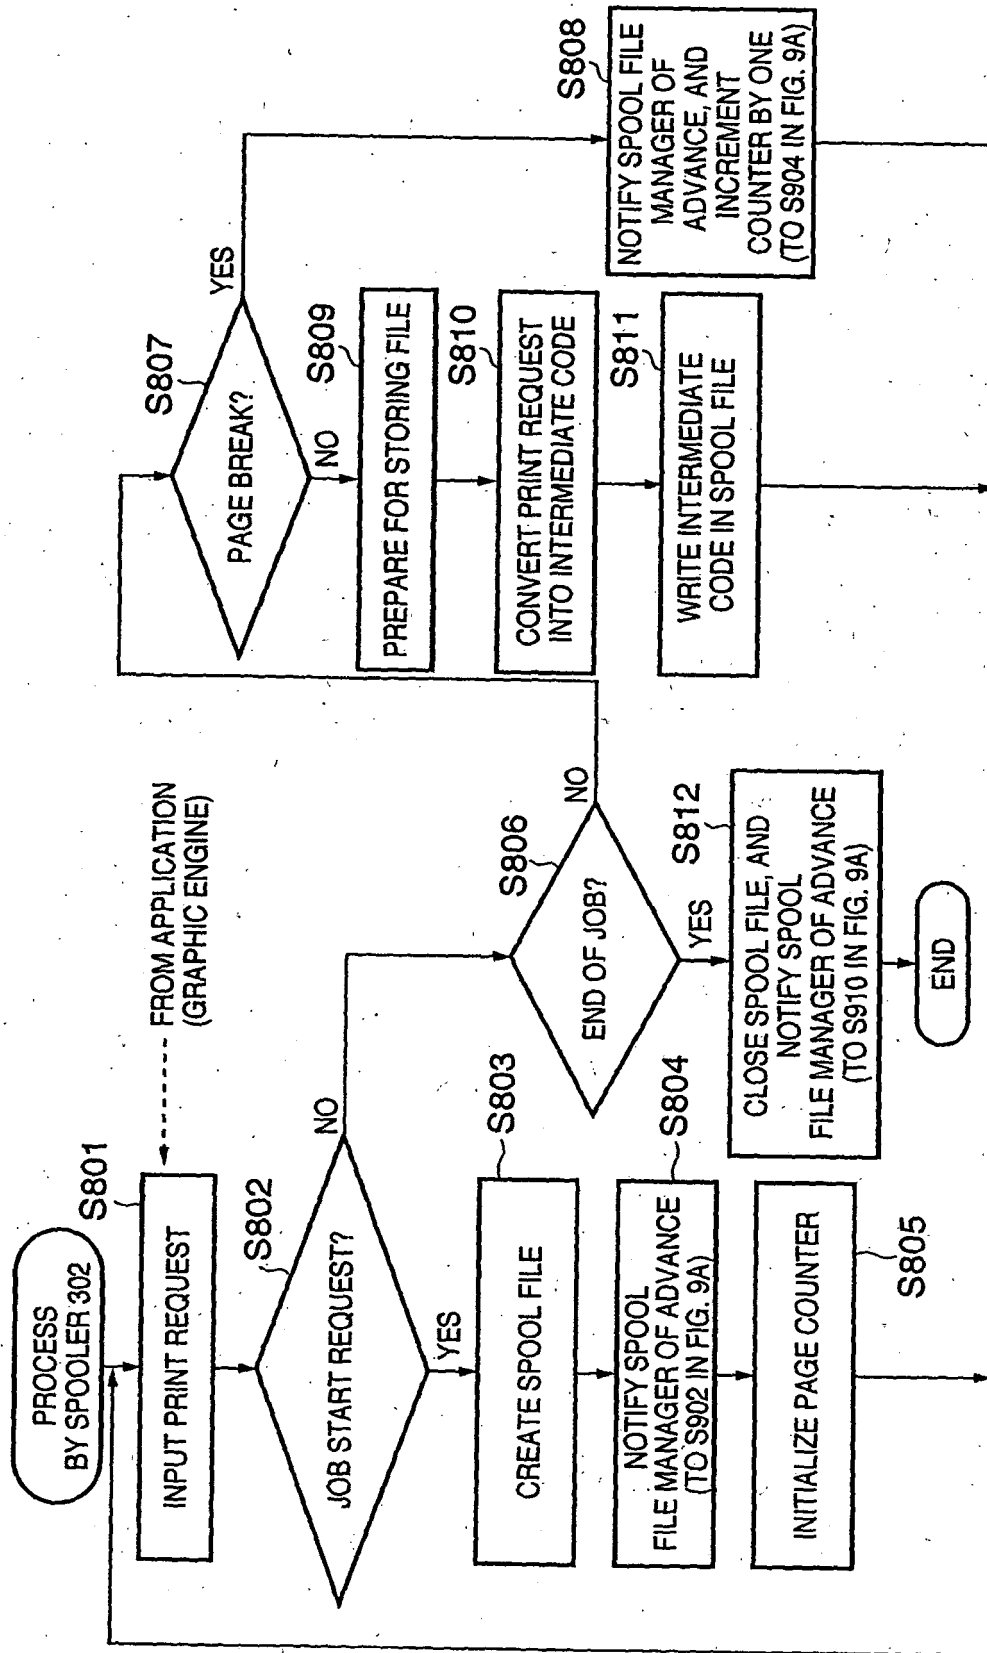 PROCESS
BY SPOOLER 302
S801
INPUT PRINT REQUEST
FROM APPLICATION
(GRAPHIC ENGINE)
S802
JOB START REQUEST?
NO
YES
S803
CREATE SPOOL FILE
S804
NOTIFY SPOOL
FILE MANAGER OF ADVANCE
(TO S902 IN FIG. 9A)
S805
INITIALIZE PAGE COUNTER
S806
END OF JOB?
NO
YES
S812
CLOSE SPOOL FILE, AND
NOTIFY SPOOL
FILE MANAGER OF ADVANCE
(TO S910 IN FIG. 9A)
END
S807
PAGE BREAK?
YES
NO
S809
PREPARE FOR STORING FILE
S810
CONVERT PRINT REQUEST
INTO INTERMEDIATE CODE
S811
WRITE INTERMEDIATE
CODE IN SPOOL FILE
S808
NOTIFY SPOOL FILE
MANAGER OF
ADVANCE, AND
INCREMENT
COUNTER BY ONE
(TO S904 IN FIG. 9A)